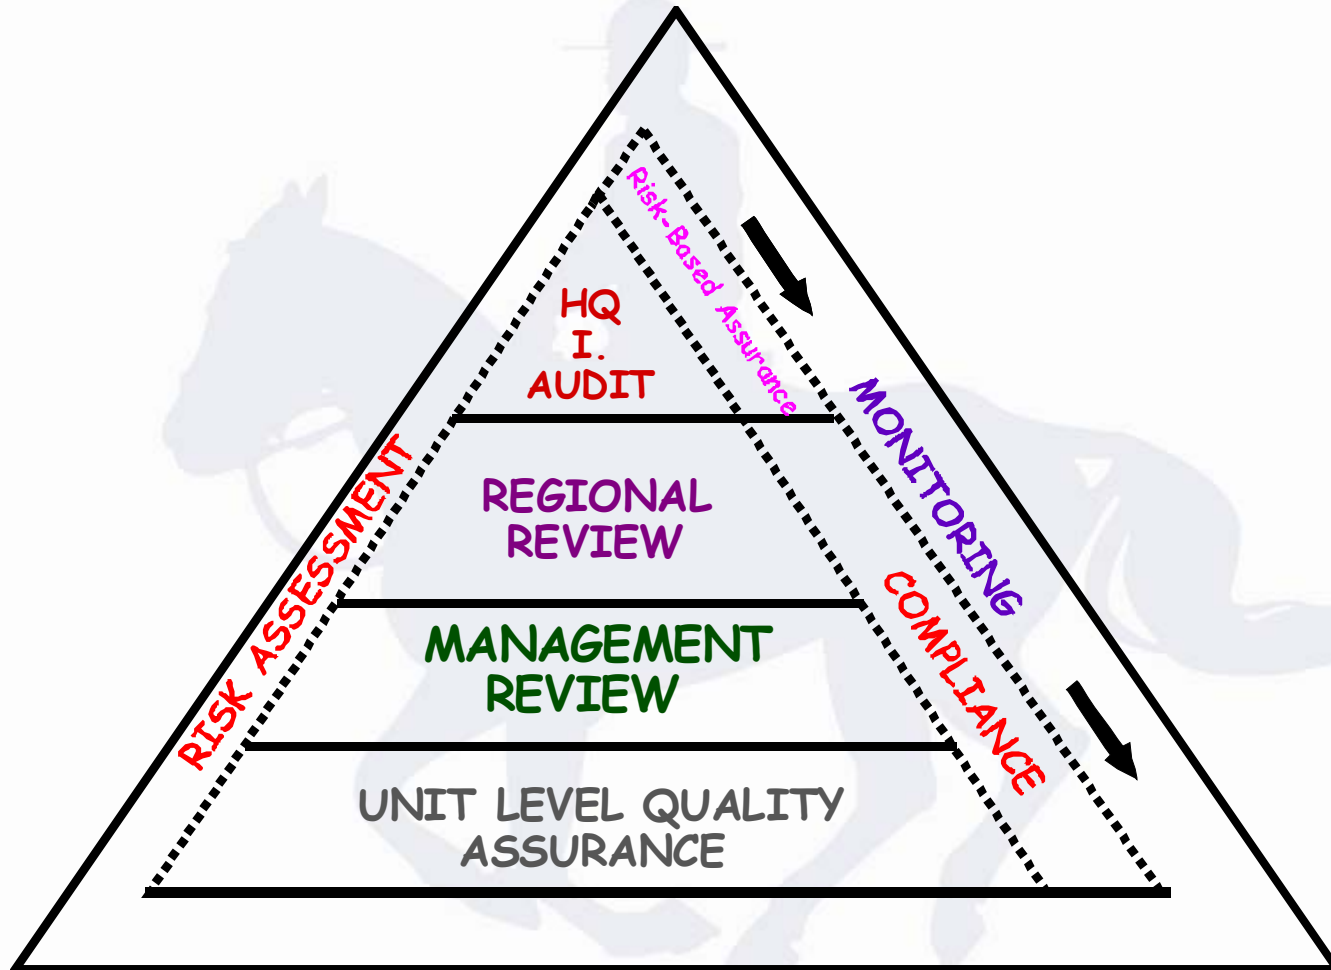 Risk-Based Assurance
HQ
I.
AUDIT
MONITORING
RISK ASSESSMENT
REGIONAL
REVIEW
COMPLIANCE
MANAGEMENT
REVIEW
UNIT LEVEL QUALITY
ASSURANCE